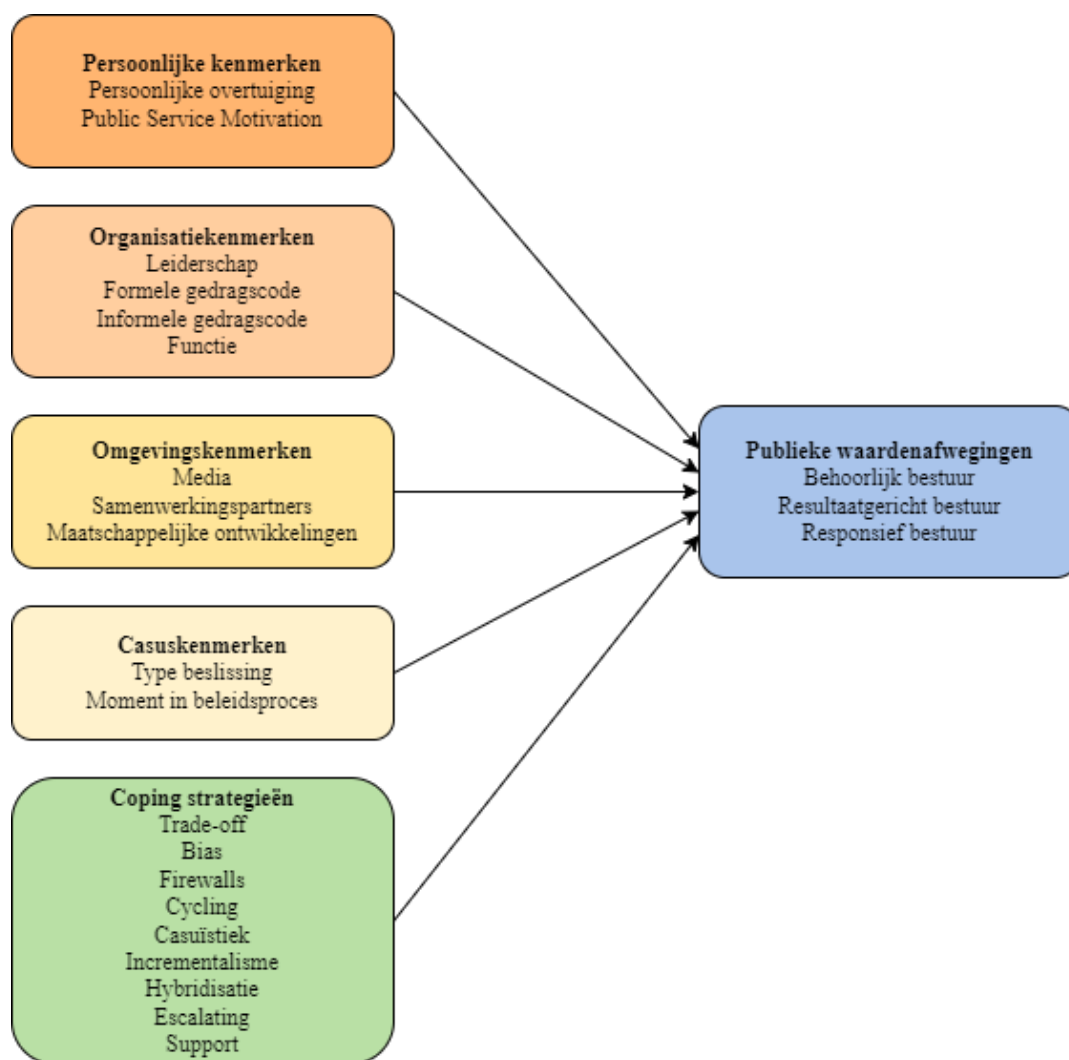 Persoonlijke kenmerken
Persoonlijke overtuiging
Public Service Motivation
Organisatiekenmerken
Leiderschap
Formele gedragscode
Informele gedragscode
Functie
Omgevingskenmerken
Media
Samenwerkingspartners
Maatschappelijke ontwikkelingen
Casuskenmerken
Type beslissing
Moment in beleidsproces
Coping strategieën
Trade-off
Bias
Firewalls
Cycling
Casuïstiek
Incrementalisme
Hybridisatie
Escalating
Support
Publieke waardenafwegingen
Behoorlijk bestuur
Resultaatgericht bestuur
Responsief bestuur